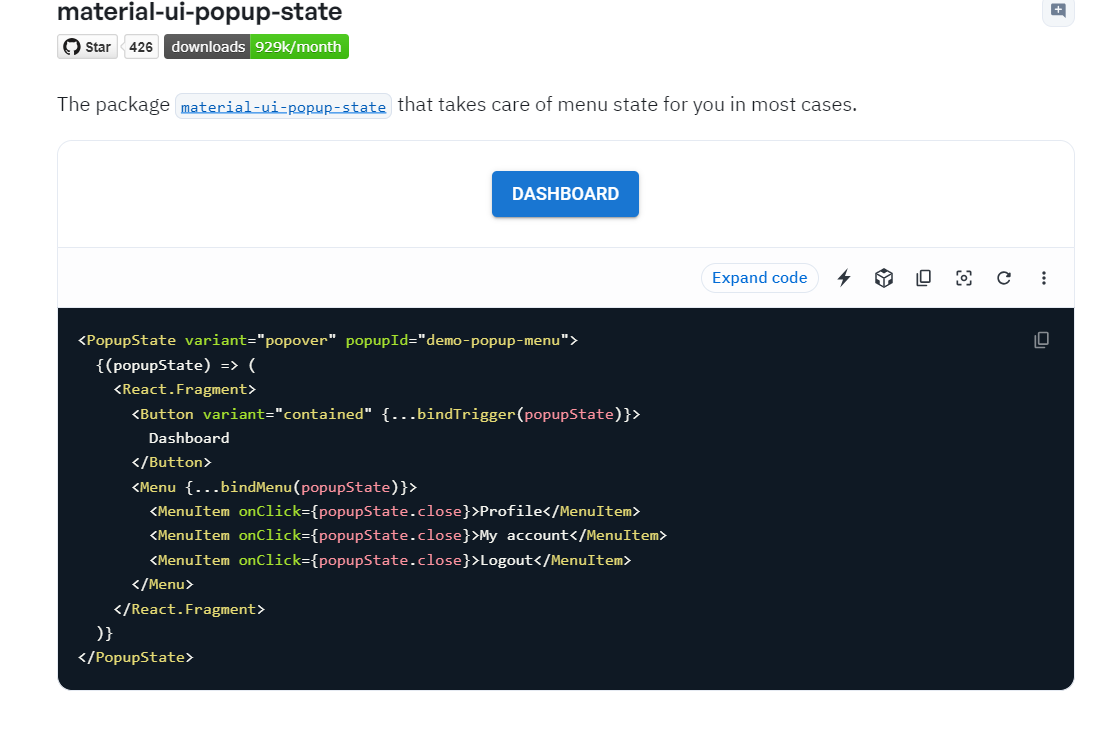 material-ui-popup-state
Star 426 downloads 929k/month
The package material-ui-popup-state that takes care of menu state for you in most cases.
DASHBOARD
Expand code
<PopupState variant="popover" popupId="demo-popup-menu">
  {(popupState) => (
    <React.Fragment>
      <Button variant="contained" {...bindTrigger(popupState)}>
        Dashboard
      </Button>
      <Menu {...bindMenu(popupState)}>
        <MenuItem onClick={popupState.close}>Profile</MenuItem>
        <MenuItem onClick={popupState.close}>My account</MenuItem>
        <MenuItem onClick={popupState.close}>Logout</MenuItem>
      </Menu>
    </React.Fragment>
  )}
</PopupState>